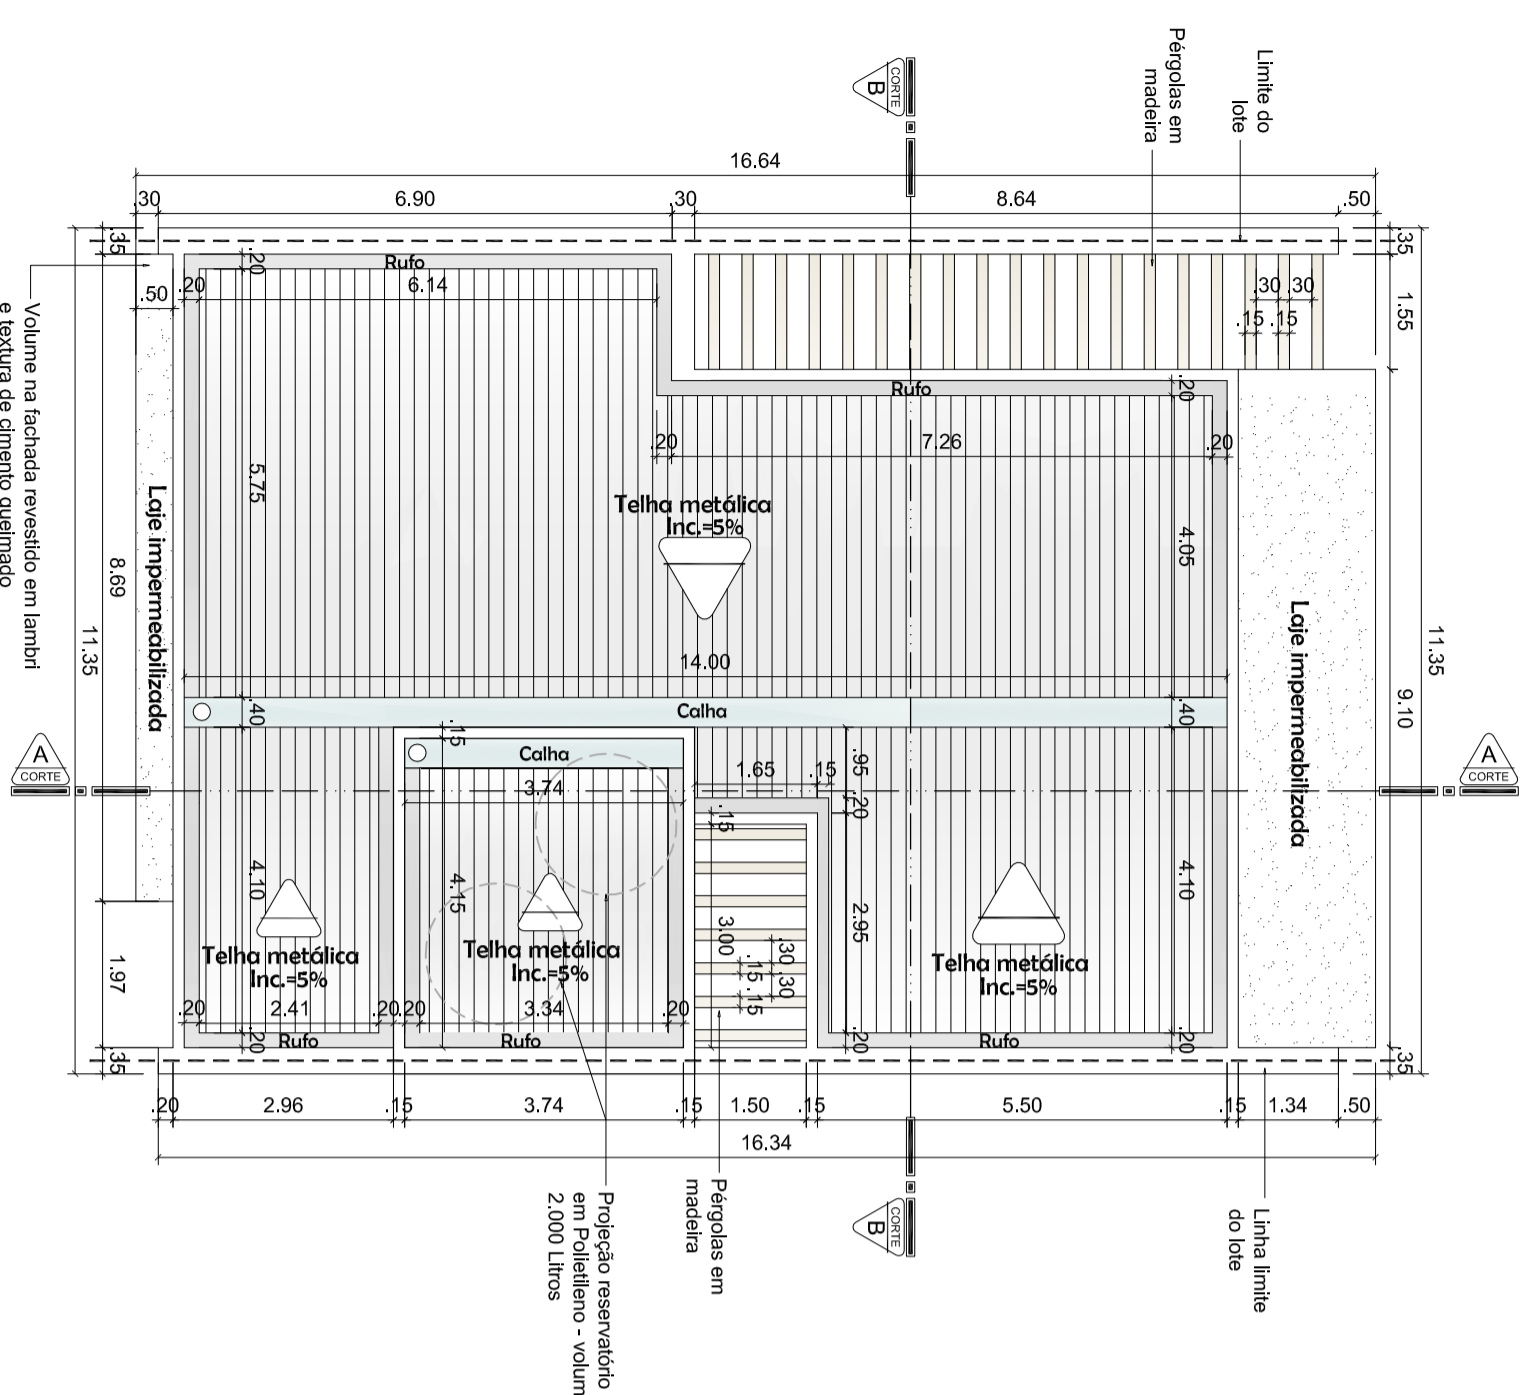 Limite do
lote
Pérgolas em
madeira
CORTE
B
16.64
.30
6.90
.30
8.64
.50
.35
.35
Rufo
.20
.20
6.14
.50
.30 .30
.15 .15
1.55
Rufo
.20
.20
7.26
.20
5.75
Telha metálica
Inc.=5%
4.05
Laje impermeabilizada
Laje impermeabilizada
Volume na fachada revestido em lambri
e textura de cimento queimado
8.69
11.35
11.35
9.10
14.00
.40
Calha
.40
A
CORTE
A
CORTE
.15
Calha
3.74
1.65
.15
.95
.20
.15
4.10
4.15
3.00
.30
.30
.15
.15
2.95
4.10
Telha metálica
Inc.=5%
Telha metálica
Inc.=5%
Telha metálica
Inc.=5%
1.97
.20
2.41
.20
.20
3.34
.20
.20
Rufo
Rufo
.20
Rufo
.20
.35
.35
.20
2.96
.15
3.74
.15
1.50
.15
5.50
.15
1.34
.50
16.34
Projeção reservatório
em Polietileno - volum
2.000 Litros
Pérgolas em
madeira
CORTE
B
Linha limite
do lote